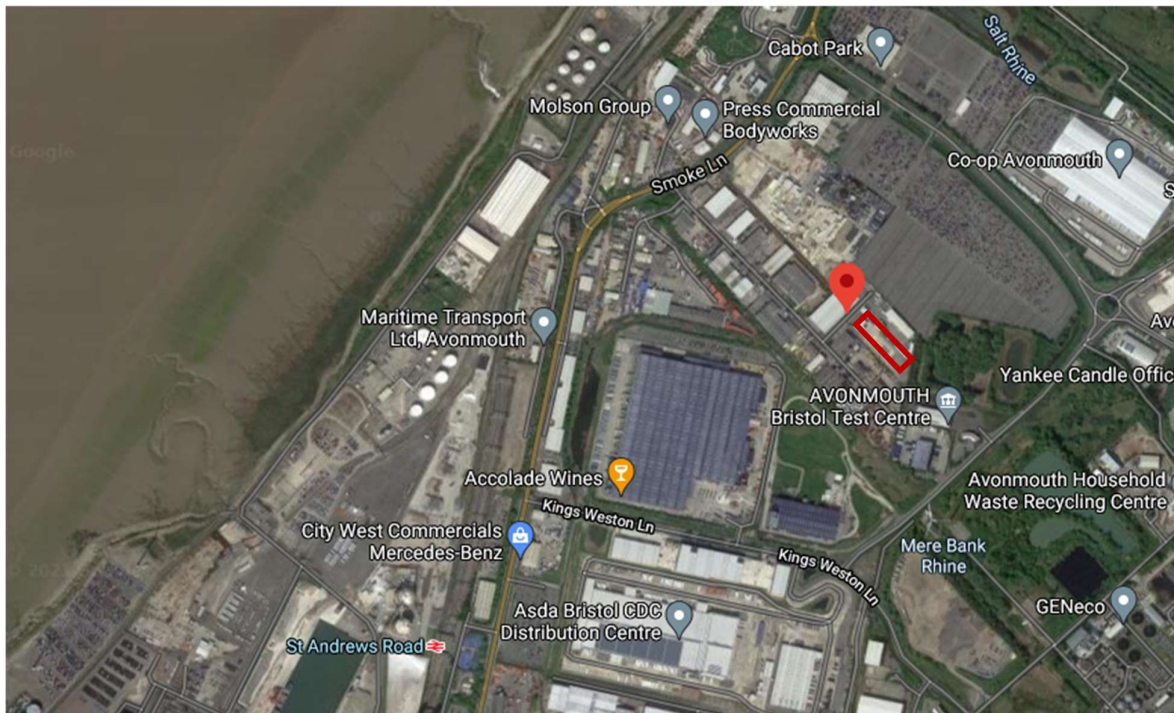 Cabot Park
Salt Rhine
Molson Group
Press Commercial
Bodyworks
Smoke Ln
Co-op Avonmouth
S
Google
Maritime Transport
Ltd, Avonmouth
Avo
Yankee Candle Offic
AVONMOUTH
Bristol Test Centre
Accolade Wines
Avonmouth Household
Waste Recycling Centre
Kings Weston Ln
City West Commercials
Mercedes-Benz
Kings Weston Ln
Mere Bank
Rhine
Asda Bristol CDC
Distribution Centre
GENeco
St Andrews Road